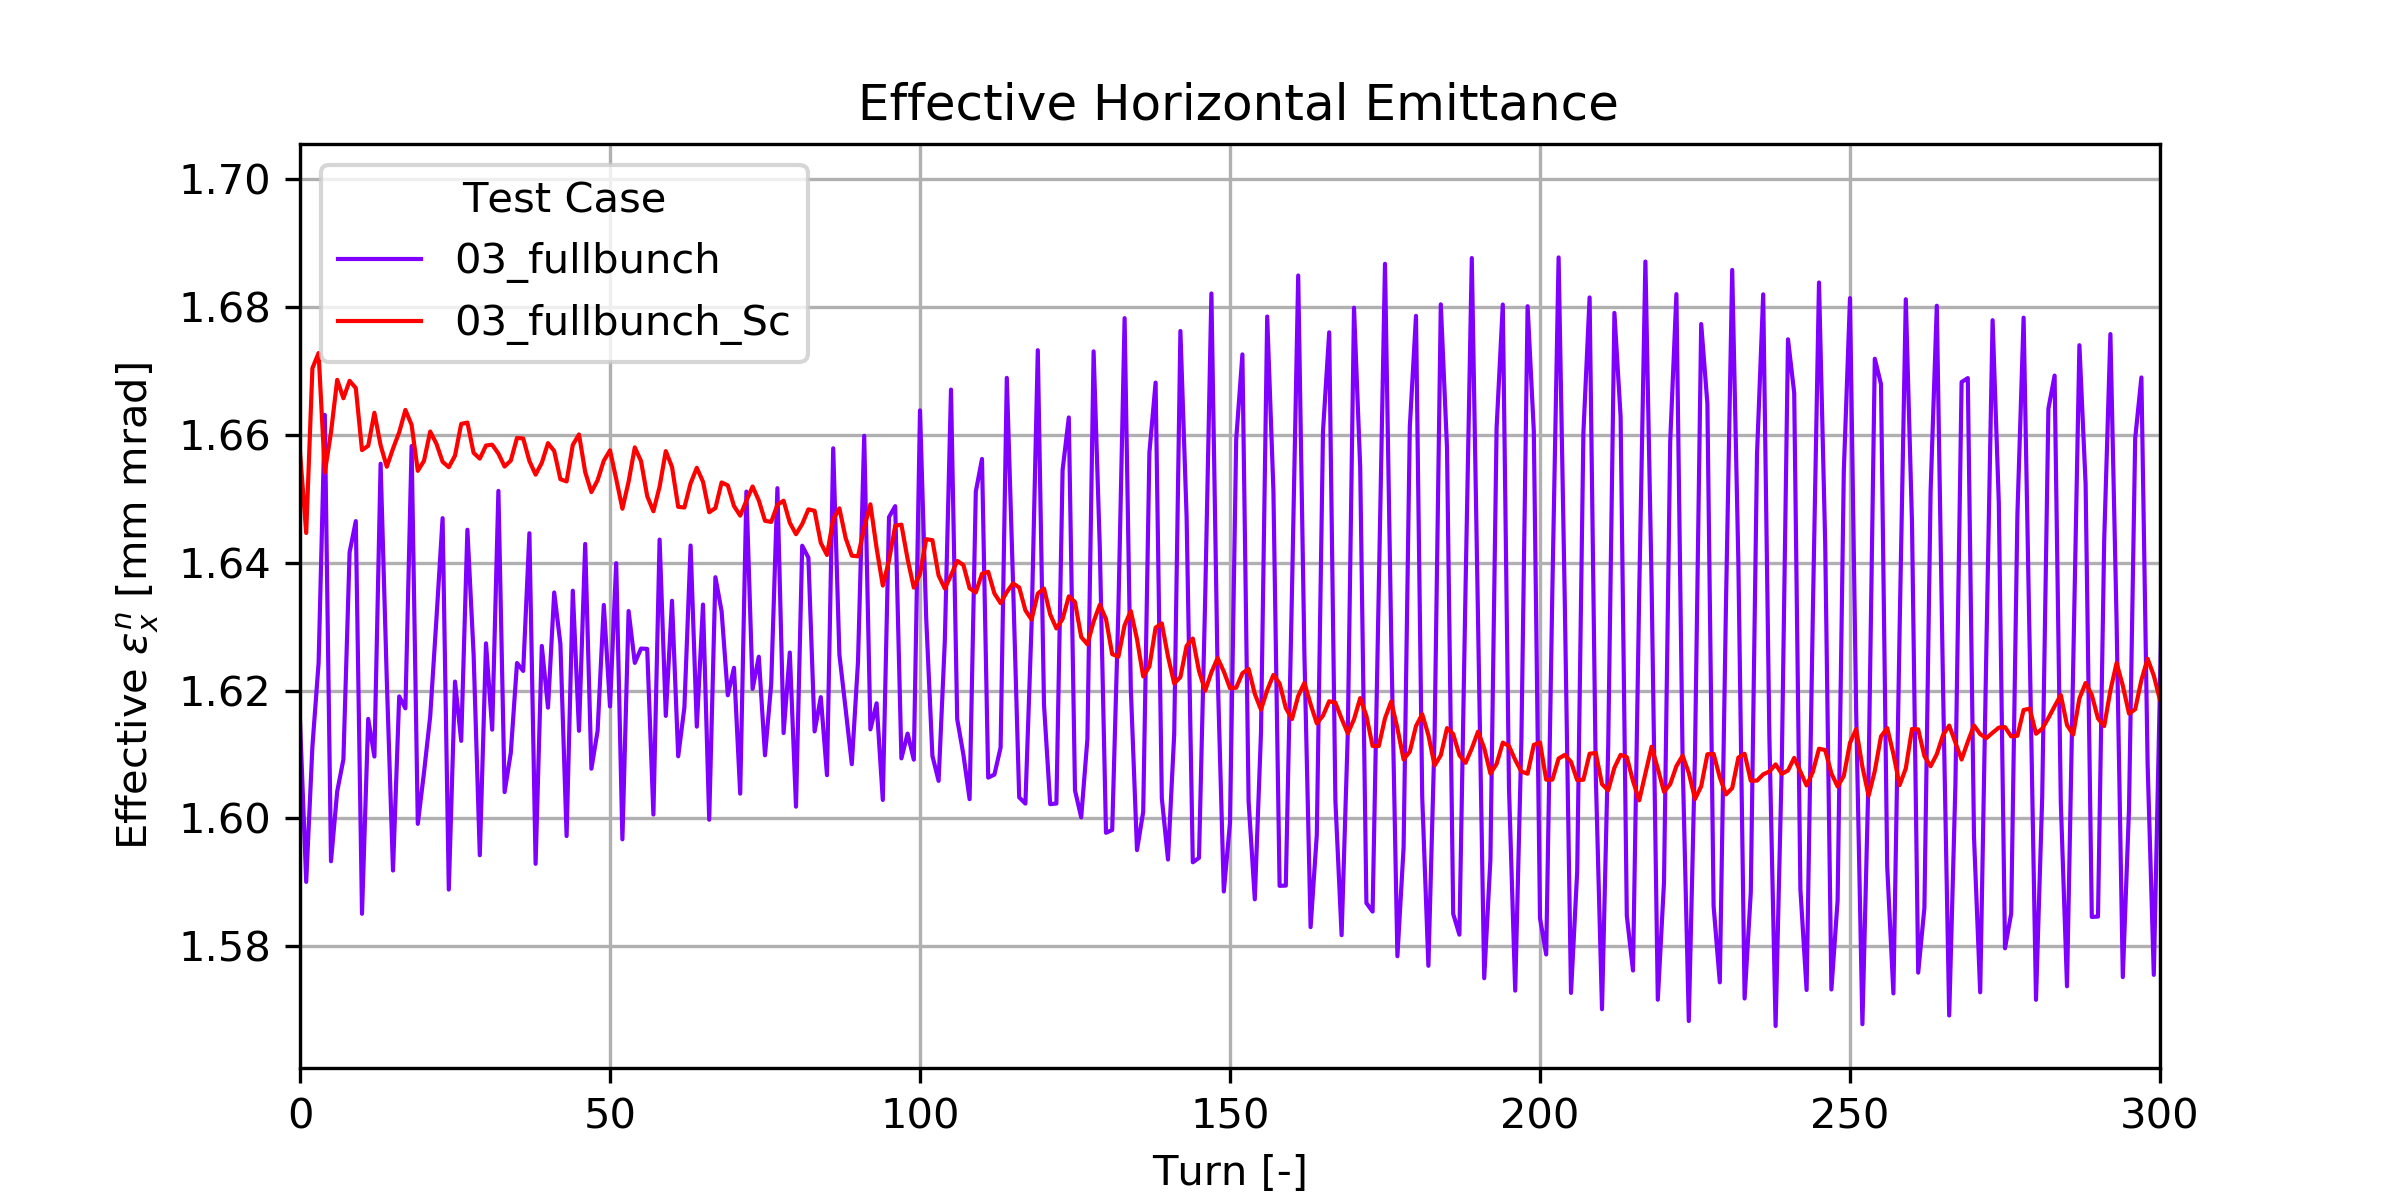 Effective Horizontal Emittance
Test Case
03_fullbunch
03_fullbunch_Sc
1.70
1.68
1.66
1.64
1.62
1.60
1.58
Effective εₓⁿ [mm mrad]
0 50 100 150 200 250 300
Turn [-]